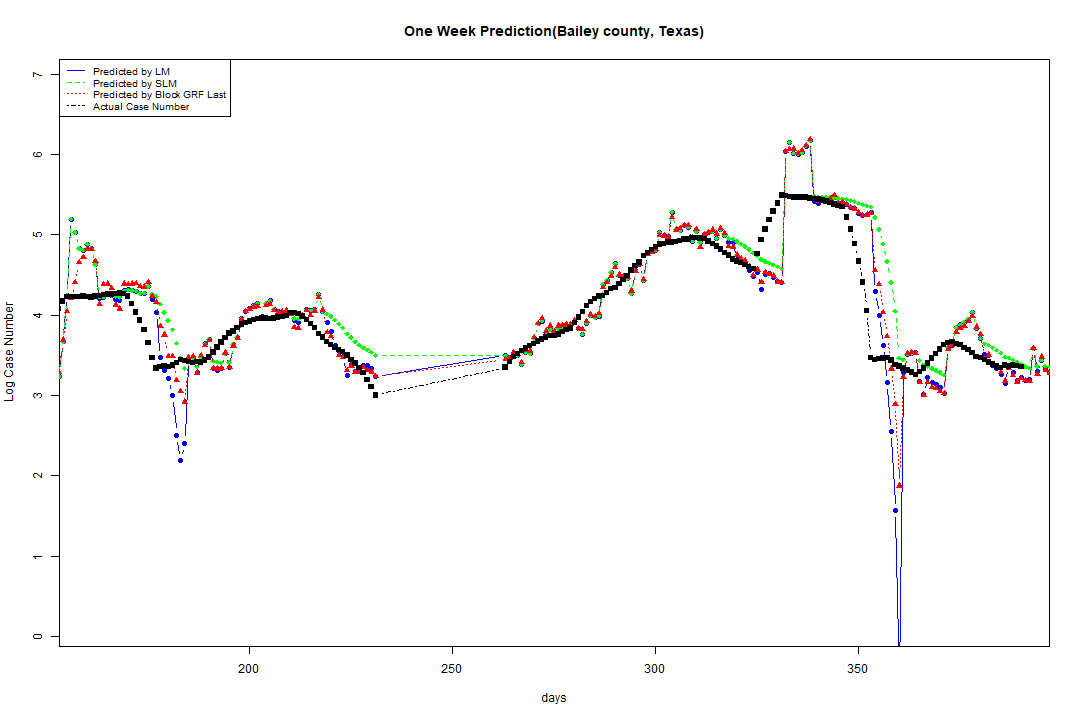 One Week Prediction(Bailey county, Texas)
Predicted by LM
Predicted by SLM
Predicted by Block GRF Last
Actual Case Number
7
6
5
4
3
2
1
0
Log Case Number
200 250 300 350
days